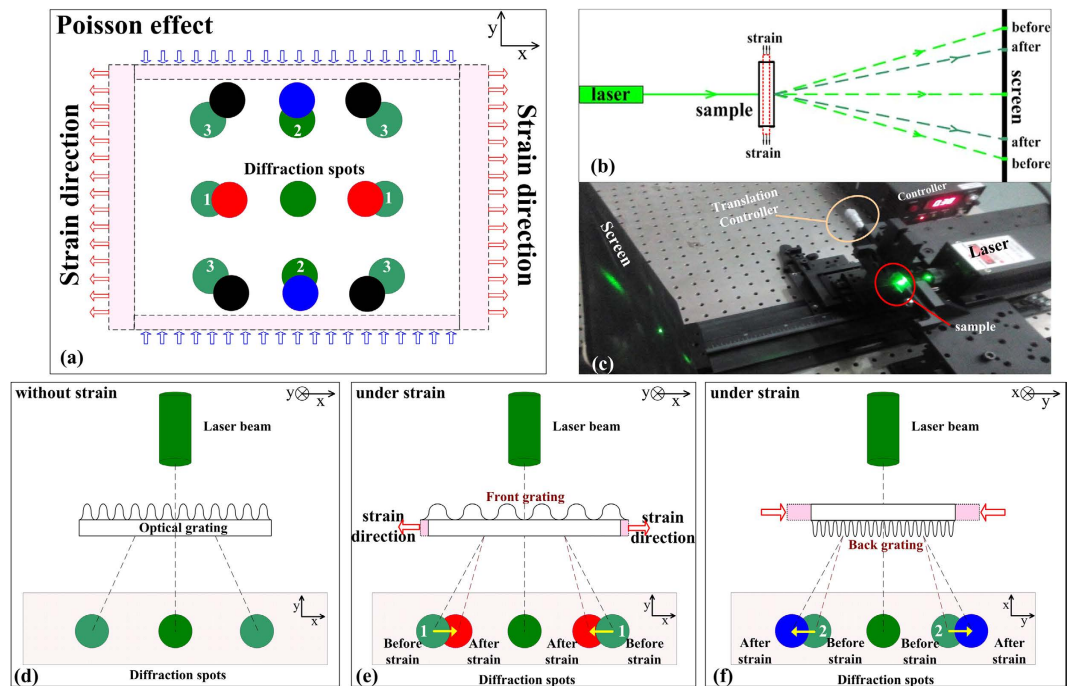 Poisson effect
y
x
Strain direction
3
2
3
Diffraction spots
1
1
3
2
3
Strain direction
(a)
strain
before
after
laser
sample
screen
strain
after
before
(b)
Controller
Translation
Controller
Laser
Screen
sample
(c)
without strain
y
x
Laser beam
Optical grating
y
x
Diffraction spots
(d)
under strain
y
x
Laser beam
Front grating
strain
direction
strain
direction
y
x
1
1
Before
strain
After
strain
After
strain
Before
strain
Diffraction spots
(e)
under strain
x
y
Laser beam
Back grating
x
y
2
2
After
strain
Before
strain
Before
strain
After
strain
Diffraction spots
(f)